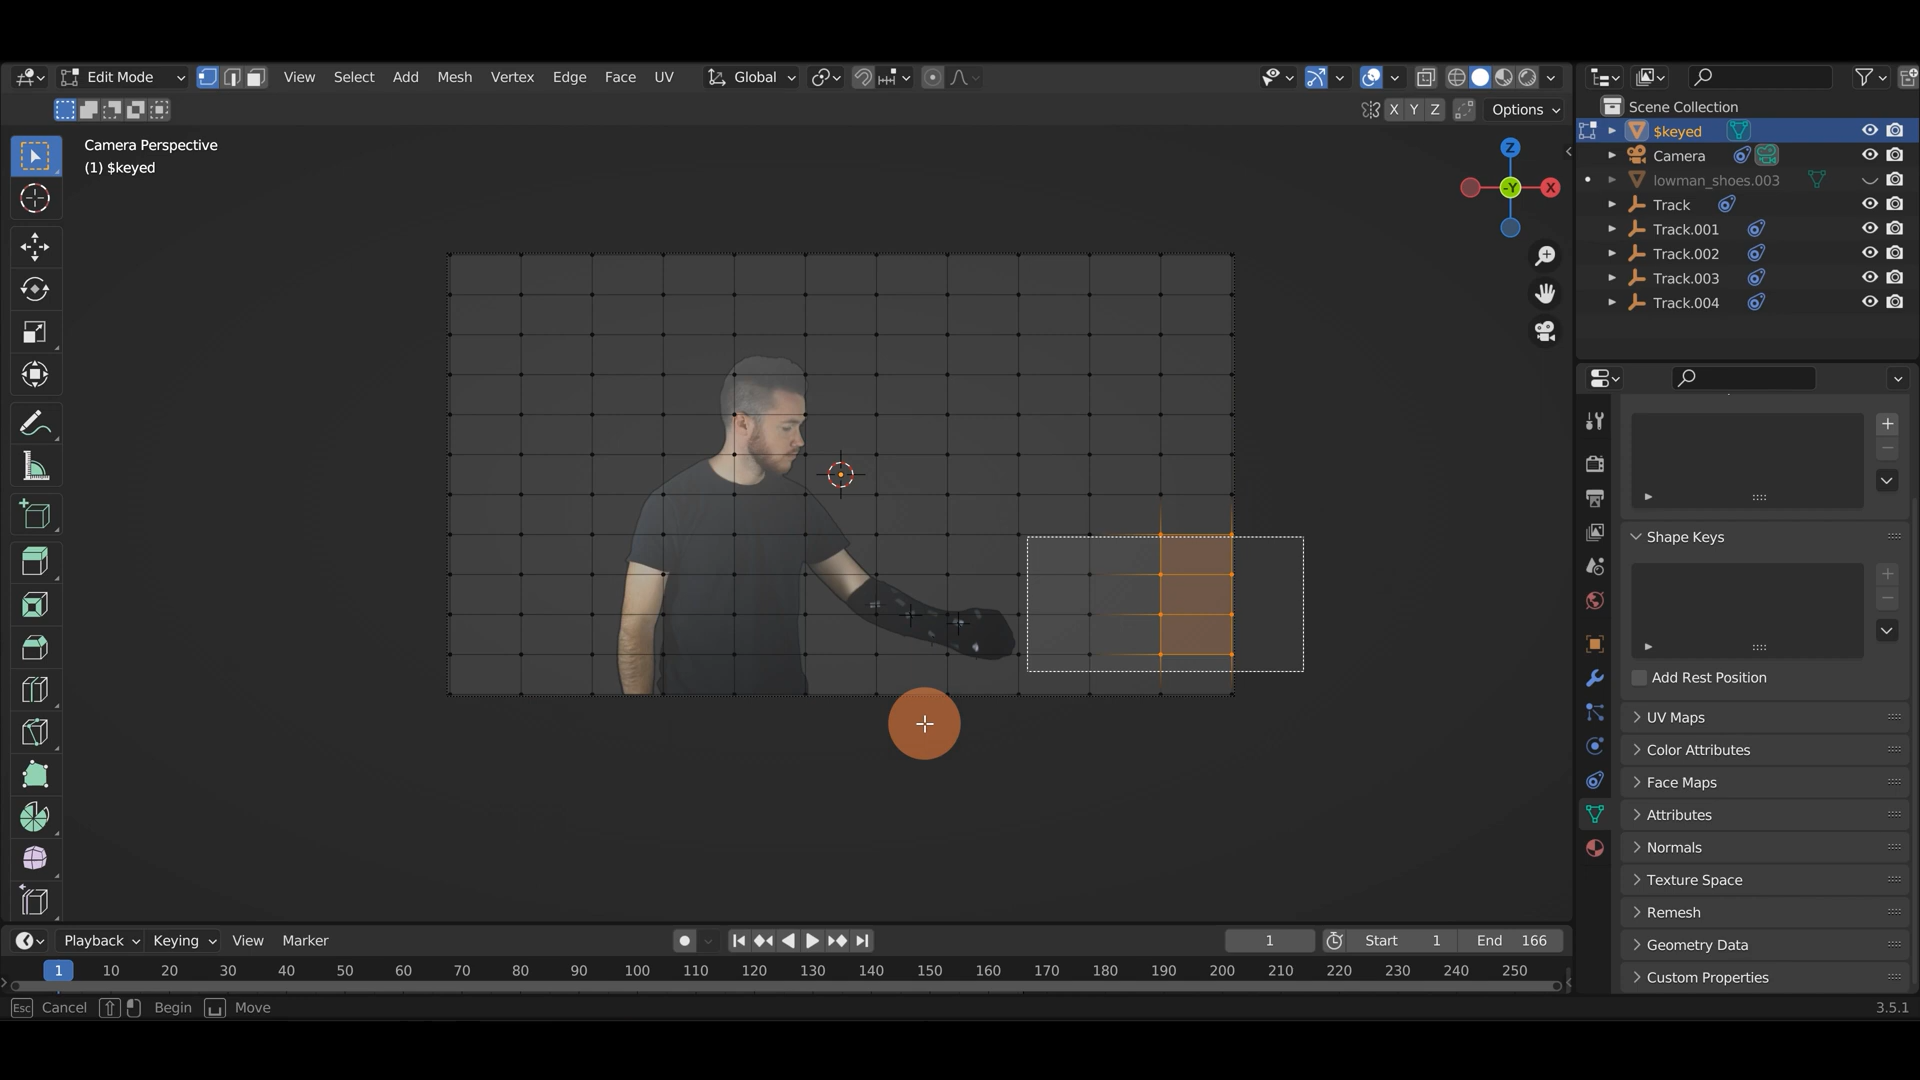 Edit Mode View Select Add Mesh Vertex Edge Face UV Global
X Y Z Options
Camera Perspective
(1) $keyed
Z
-Y X
Scene Collection
$keyed
Camera
lowman_shoes.003
Track
Track.001
Track.002
Track.003
Track.004
Shape Keys
Add Rest Position
UV Maps
Color Attributes
Face Maps
Attributes
Normals
Texture Space
Remesh
Geometry Data
Custom Properties
Playback Keying View Marker 1 Start 1 End 166
1 10 20 30 40 50 60 70 80 90 100 110 120 130 140 150 160 170 180 190 200 210 220 230 240 250
Esc Cancel Begin Move 3.5.1